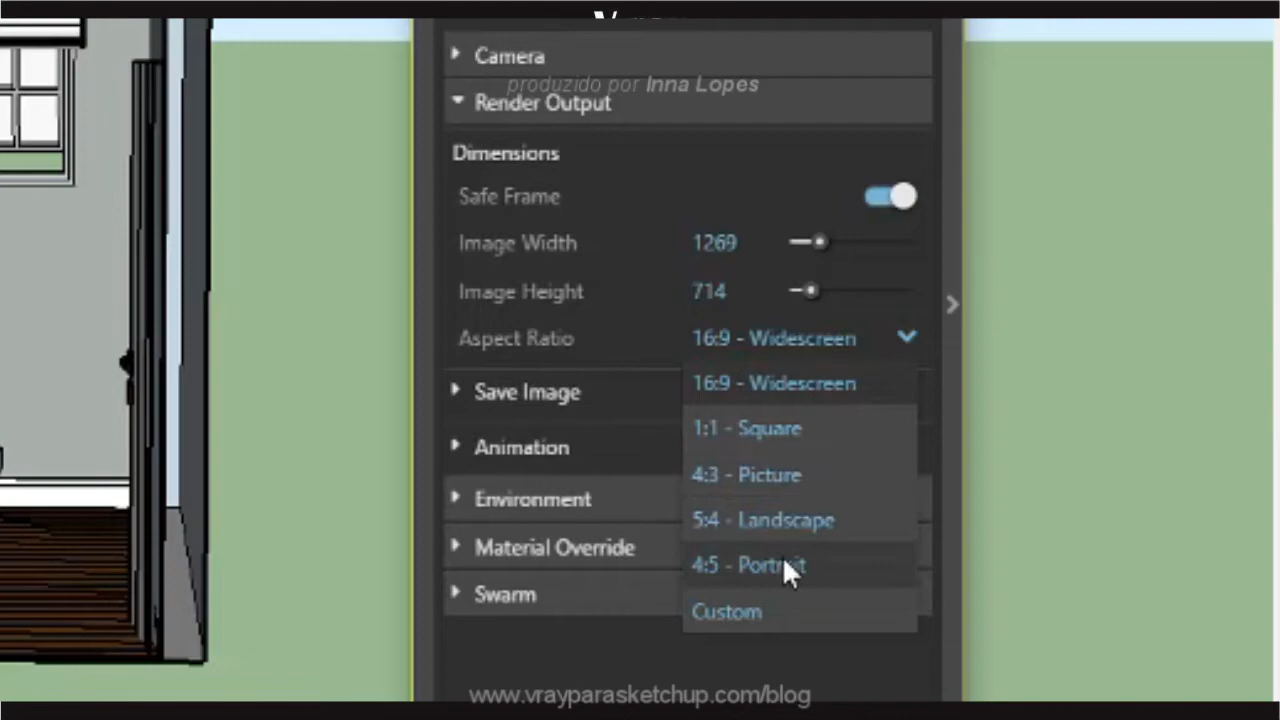 Camera
produzido por Inna Lopes
Render Output
Dimensions
Safe Frame
Image Width 1269
Image Height 714
Aspect Ratio 16:9 - Widescreen
16:9 - Widescreen
Save Image
1:1 - Square
Animation
4:3 - Picture
Environment
5:4 - Landscape
Material Override
4:5 - Portrait
Swarm
Custom
www.vrayparasketchup.com/blog